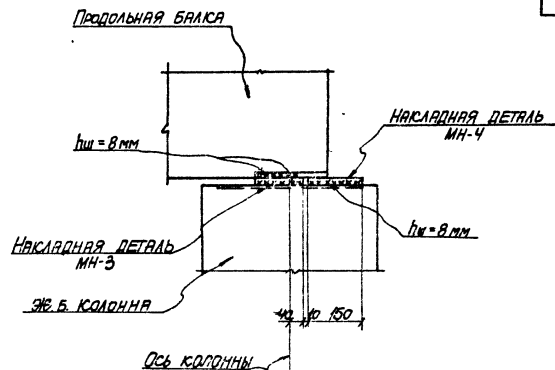 Продольная балка
Накладная деталь
МН-4
hш = 8 мм
hш = 8 мм
Накладная деталь
МН-3
Ж.б. колонна
40 10 150
Ось колонны